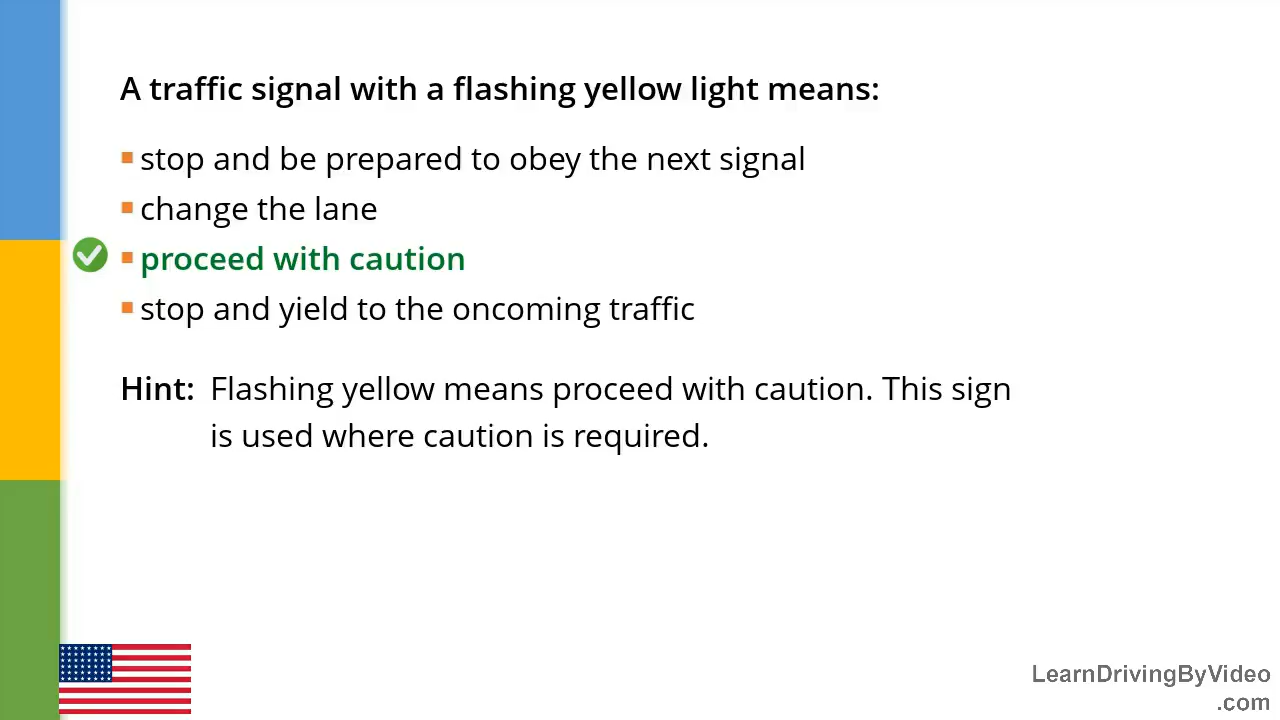 A traffic signal with a flashing yellow light means:
stop and be prepared to obey the next signal
change the lane
proceed with caution
stop and yield to the oncoming traffic
Hint: Flashing yellow means proceed with caution. This sign
is used where caution is required.
LearnDrivingByVideo
.com